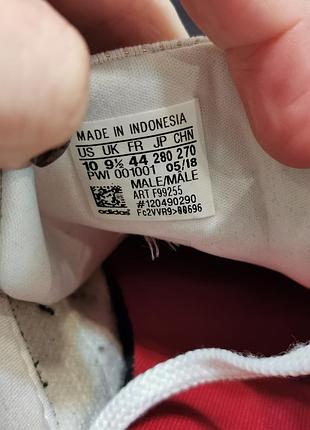 MADE IN INDONESIA
US UK FR JP CHN
10 9½ 44 280 270
PWI 001001 05/18
MALE/MÂLE
ART F99255
#120490290
adidas